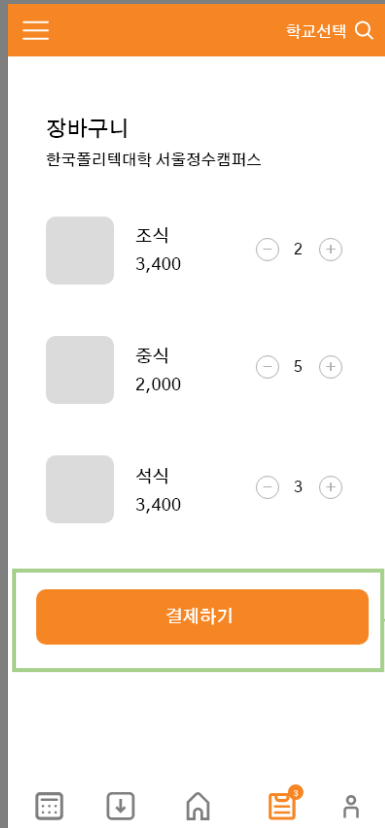 학교선택
장바구니
한국폴리텍대학 서울정수캠퍼스
조식
3,400
2
중식
2,000
5
석식
3,400
3
결제하기
3